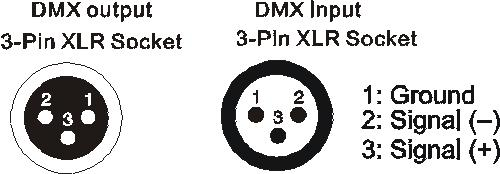 DMX output
3-Pin XLR Socket
2 1
3
DMX Input
3-Pin XLR Socket
1 2
3
1: Ground
2: Signal (–)
3: Signal (+)